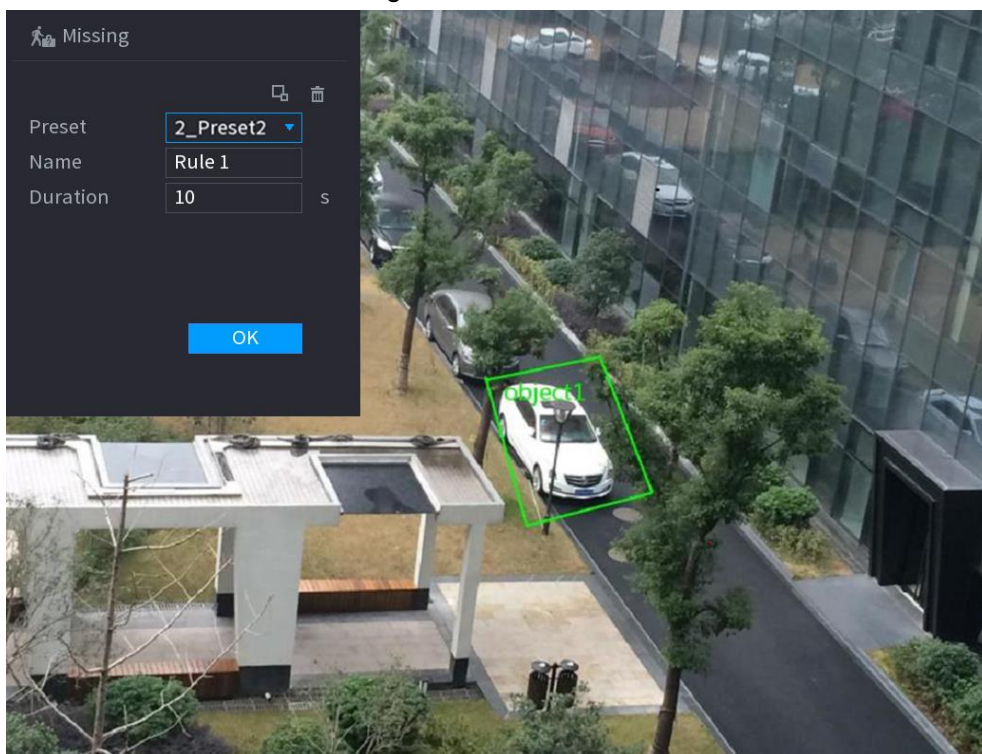 Missing
Preset 2_Preset2
Name Rule 1
Duration 10 s
OK
object1